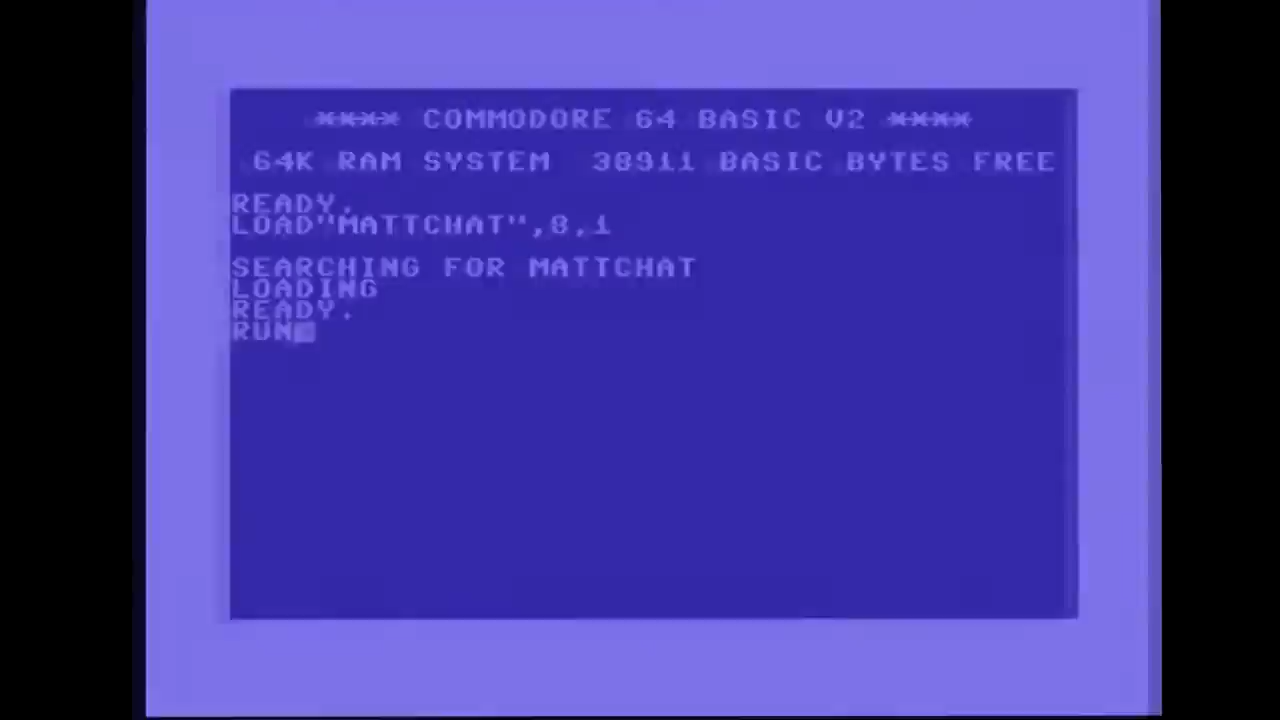 **** COMMODORE 64 BASIC V2 ****
64K RAM SYSTEM 38911 BASIC BYTES FREE
READY.
LOAD"MATTCHAT",8,1
SEARCHING FOR MATTCHAT
LOADING
READY.
RUN